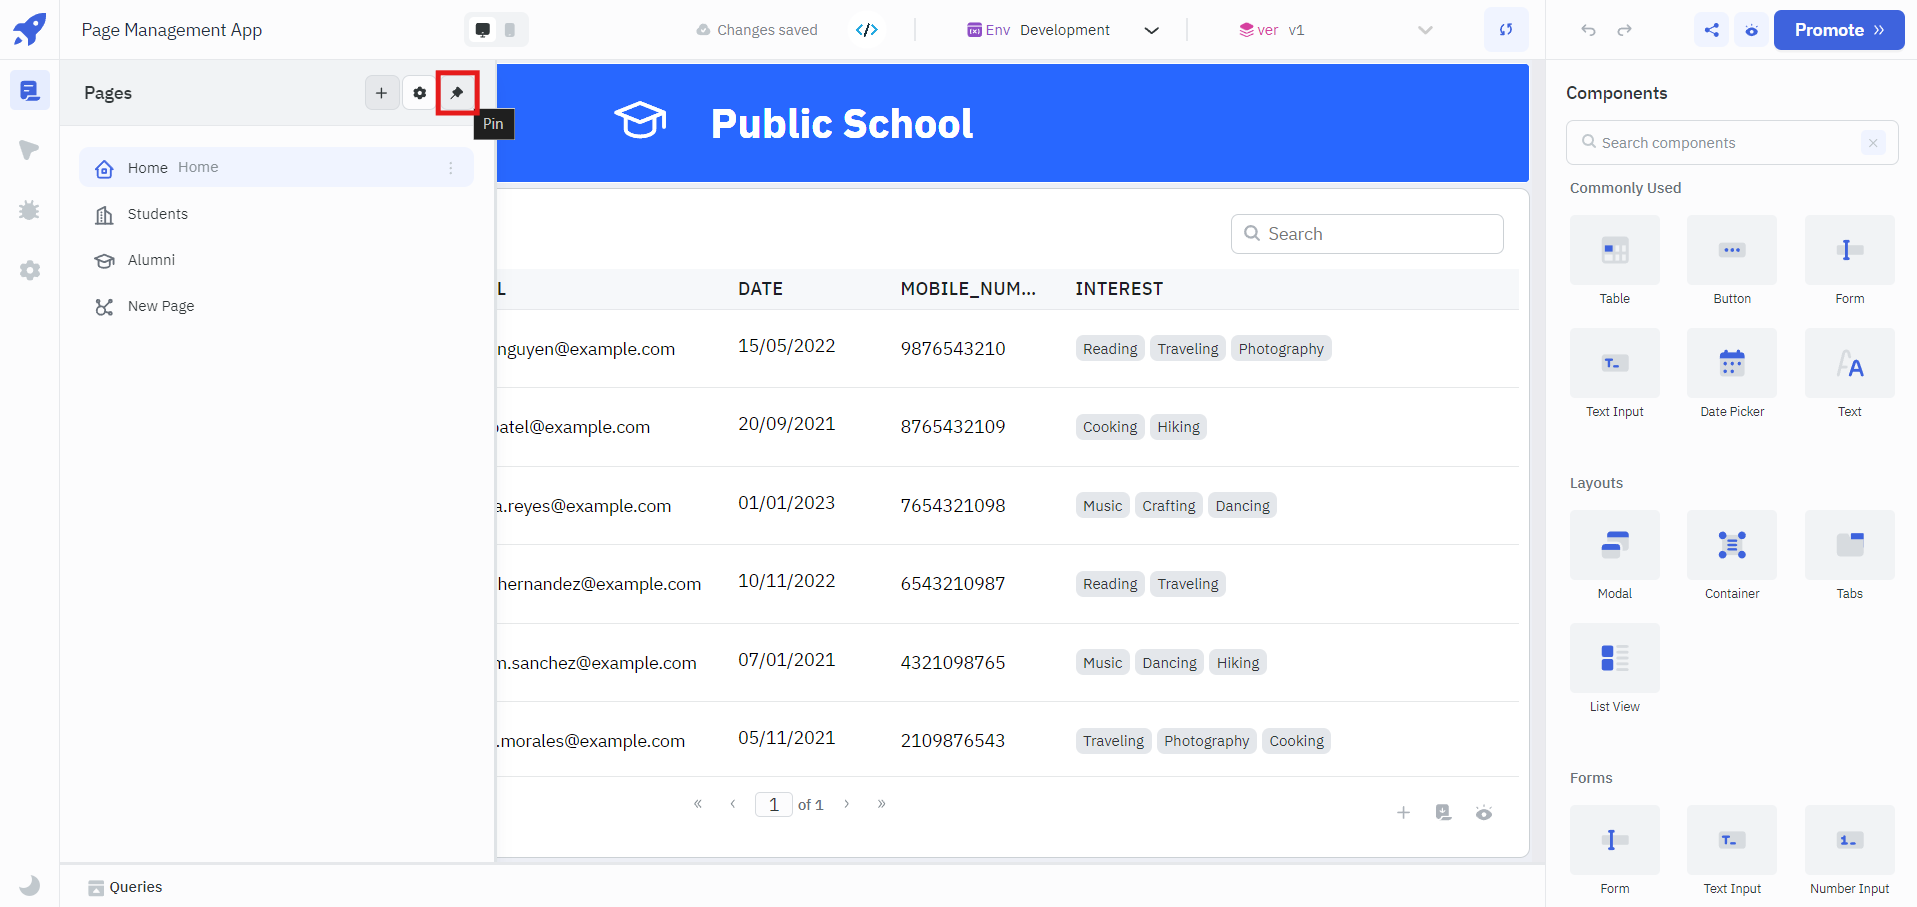 Page Management App
Changes saved
Env Development
ver v1
Promote »
Pages
Pin
Home Home
Students
Alumni
New Page
Public School
Search
L DATE MOBILE_NUM... INTEREST
nguyen@example.com 15/05/2022 9876543210 Reading Traveling Photography
patel@example.com 20/09/2021 8765432109 Cooking Hiking
a.reyes@example.com 01/01/2023 7654321098 Music Crafting Dancing
hernandez@example.com 10/11/2022 6543210987 Reading Traveling
m.sanchez@example.com 07/01/2021 4321098765 Music Dancing Hiking
.morales@example.com 05/11/2021 2109876543 Traveling Photography Cooking
« ‹ 1 of 1 › »
Queries
Components
Search components
Commonly Used
Table Button Form
Text Input Date Picker Text
Layouts
Modal Container Tabs
List View
Forms
Form Text Input Number Input